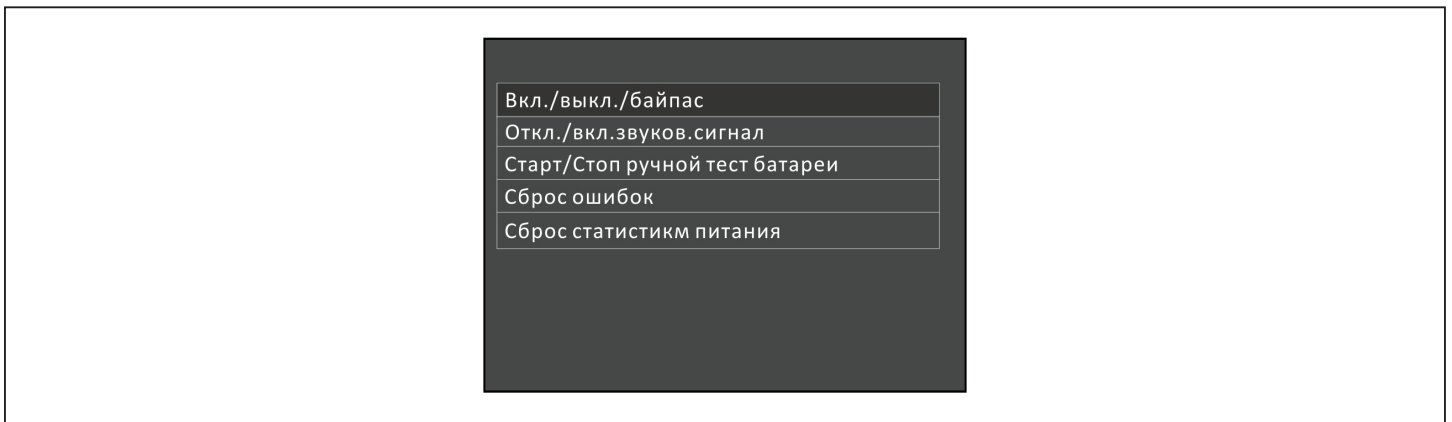 Вкл./выкл./байпас
Откл./вкл.звуков.сигнал
Старт/Стоп ручной тест батареи
Сброс ошибок
Сброс статистикм питания